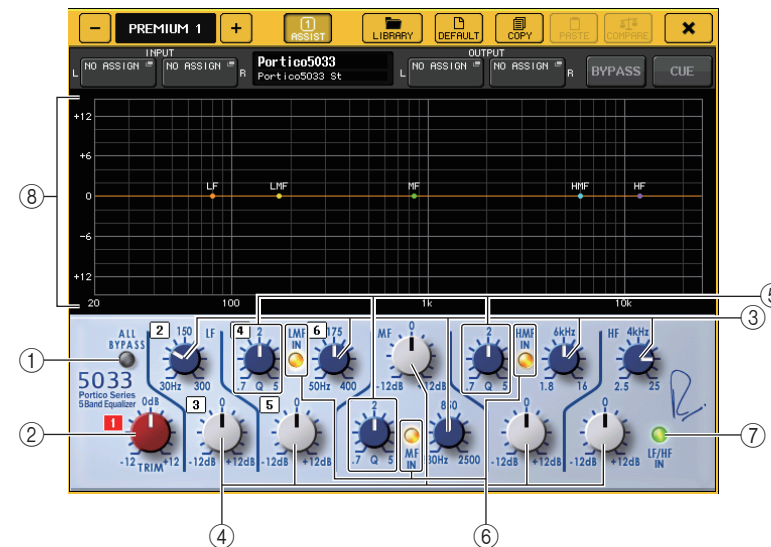 PREMIUM 1
1
ASSIST
LIBRARY
DEFAULT
COPY
PASTE
COMPARE
INPUT
L NO ASSIGN NO ASSIGN R
Portico5033
Portico5033 St
OUTPUT
L NO ASSIGN NO ASSIGN R
BYPASS
CUE
+12
+6
0
-6
-12
LF LMF MF HMF HF
20 100 1k 10k
8
5
3
1
2
4
6
7
ALL BYPASS
5033
Portico Series
5Band Equalizer
1
0dB
-12 +12
TRIM
2
150
LF
30Hz 300
3
0
-12dB +12dB
4
2
.7 Q 5
LMF IN
6
175
50Hz 400
5
0
-12dB +12dB
MF
0
-12dB 12dB
2
.7 Q 5
MF IN
850
2500
2
.7 Q 5
HMF IN
6kHz
1.8 16
0
-12dB +12dB
HF
4kHz
2.5 25
0
-12dB +12dB
LF/HF IN